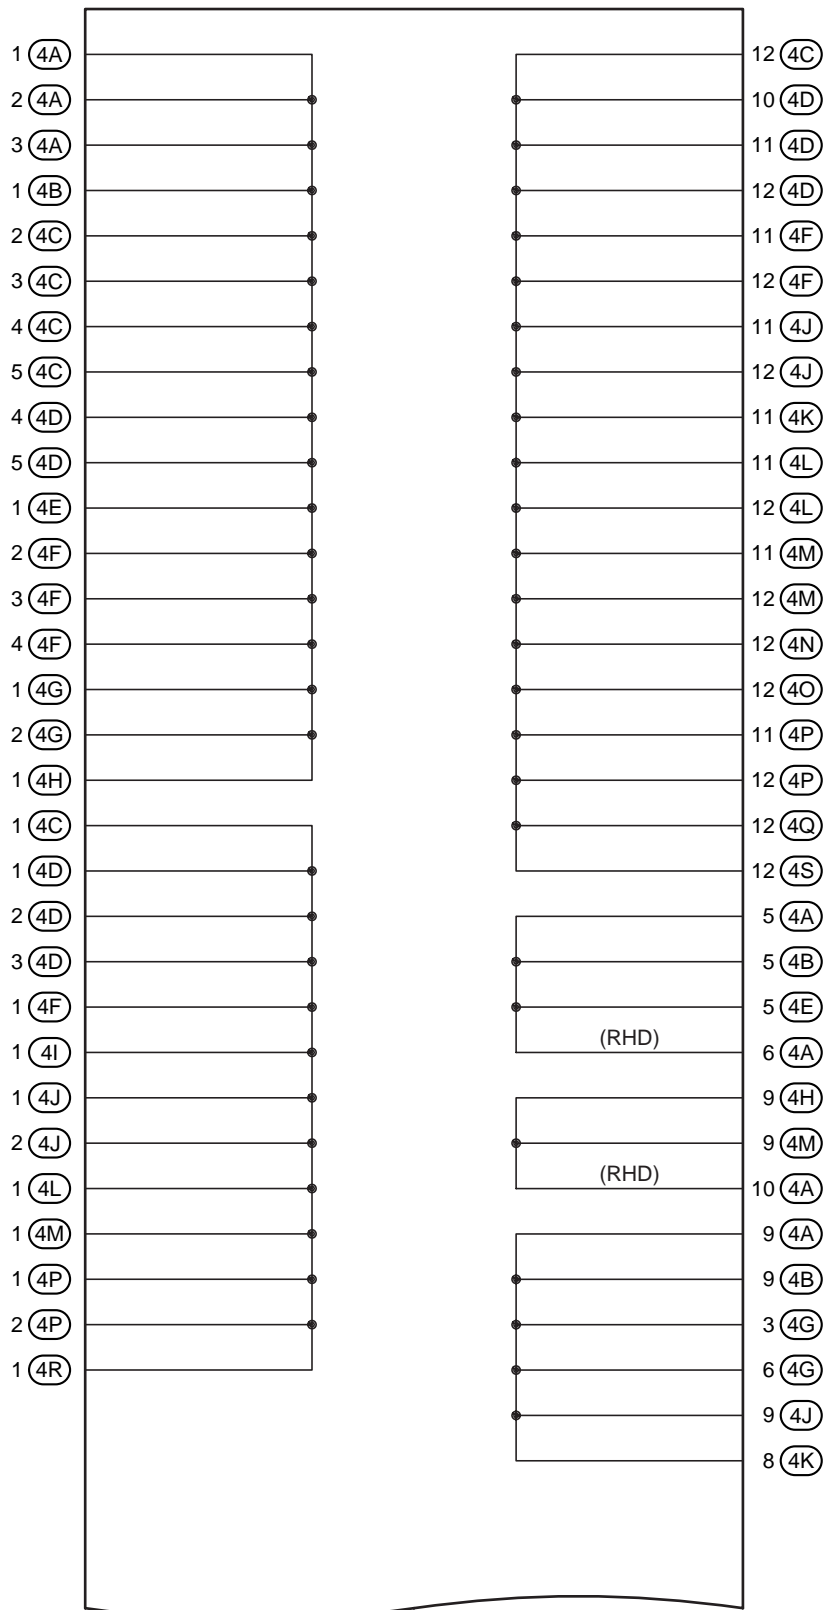 1 4A
2 4A
3 4A
1 4B
2 4C
3 4C
4 4C
5 4C
4 4D
5 4D
1 4E
2 4F
3 4F
4 4F
1 4G
2 4G
1 4H
1 4C
1 4D
2 4D
3 4D
1 4F
1 4I
1 4J
2 4J
1 4L
1 4M
1 4P
2 4P
1 4R
12 4C
10 4D
11 4D
12 4D
11 4F
12 4F
11 4J
12 4J
11 4K
11 4L
12 4L
11 4M
12 4M
12 4N
12 4O
11 4P
12 4P
12 4Q
12 4S
5 4A
5 4B
5 4E
(RHD) 6 4A
9 4H
9 4M
(RHD) 10 4A
9 4A
9 4B
3 4G
6 4G
9 4J
8 4K